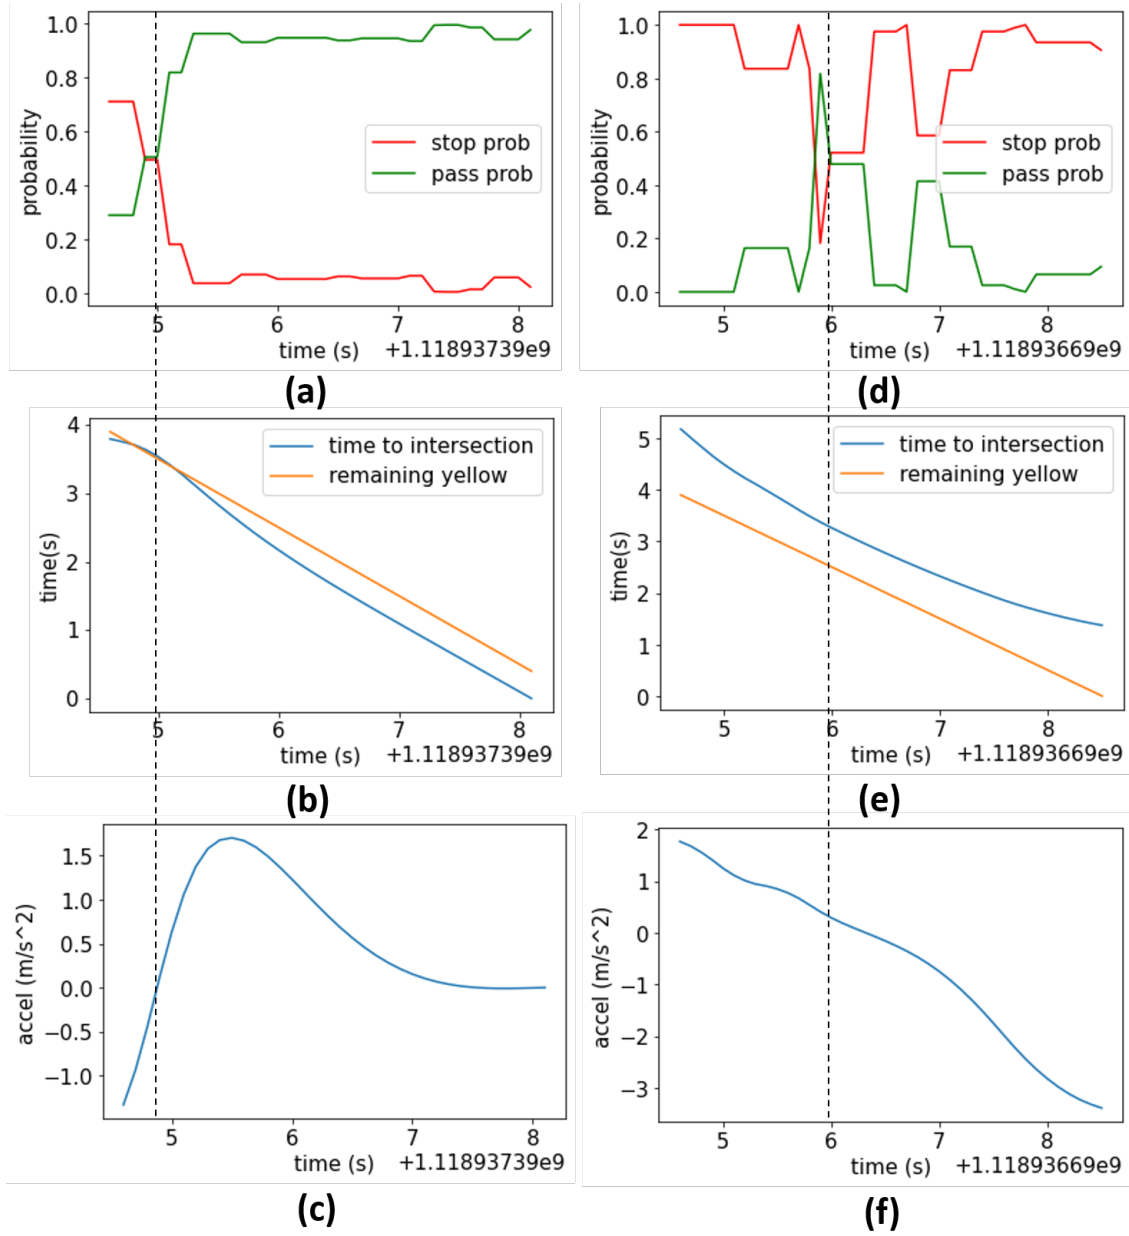 1.0
0.8
0.6
0.4
0.2
0.0
probability
stop prob
pass prob
5 6 7 8
time (s) +1.11893739e9
(a)
1.0
0.8
0.6
0.4
0.2
0.0
probability
stop prob
pass prob
5 6 7 8
time (s) +1.11893669e9
(d)
4
3
2
1
0
time(s)
time to intersection
remaining yellow
5 6 7 8
time (s) +1.11893739e9
(b)
5
4
3
2
1
0
time(s)
time to intersection
remaining yellow
5 6 7 8
time (s) +1.11893669e9
(e)
1.5
1.0
0.5
0.0
−0.5
−1.0
accel (m/s^2)
5 6 7 8
time (s) +1.11893739e9
(c)
2
1
0
−1
−2
−3
accel (m/s^2)
5 6 7 8
time (s) +1.11893669e9
(f)